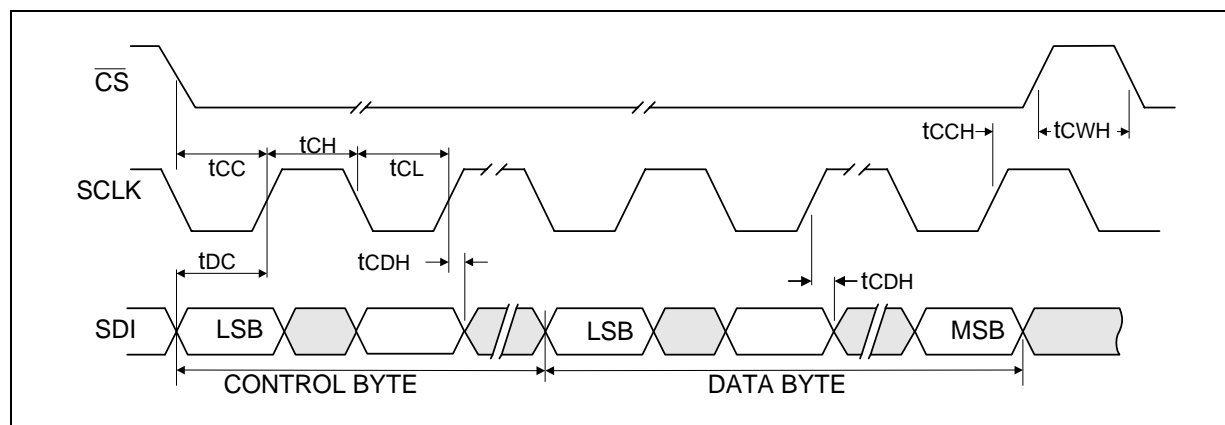 CS
tCCH
tCWH
tCC
tCH
tCL
SCLK
tDC
tCDH
tCDH
SDI
LSB
LSB
MSB
CONTROL BYTE
DATA BYTE